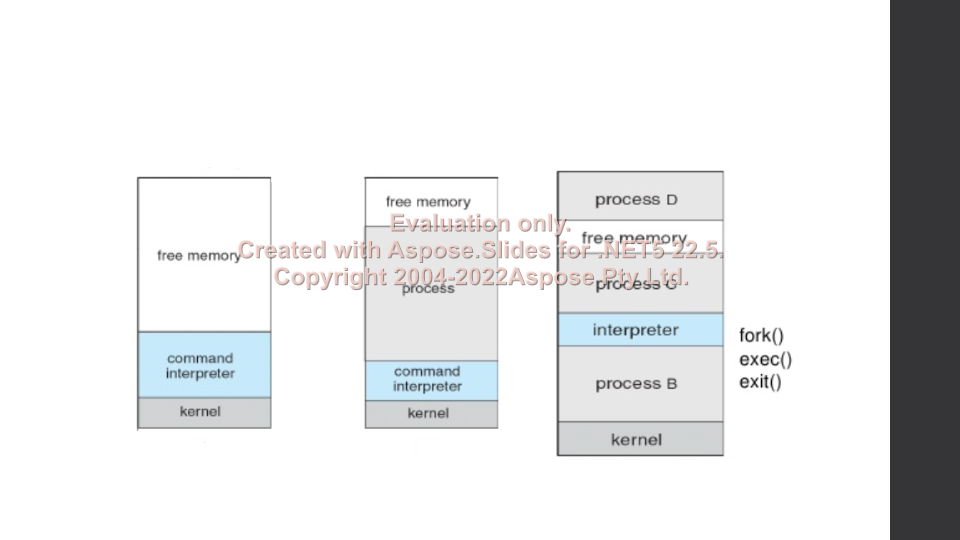 free memory
command
interpreter
kernel
free memory
process
command
interpreter
kernel
process D
free memory
process C
interpreter
process B
kernel
fork()
exec()
exit()
Evaluation only.
Created with Aspose.Slides for .NET5 22.5.
Copyright 2004-2022Aspose Pty Ltd.